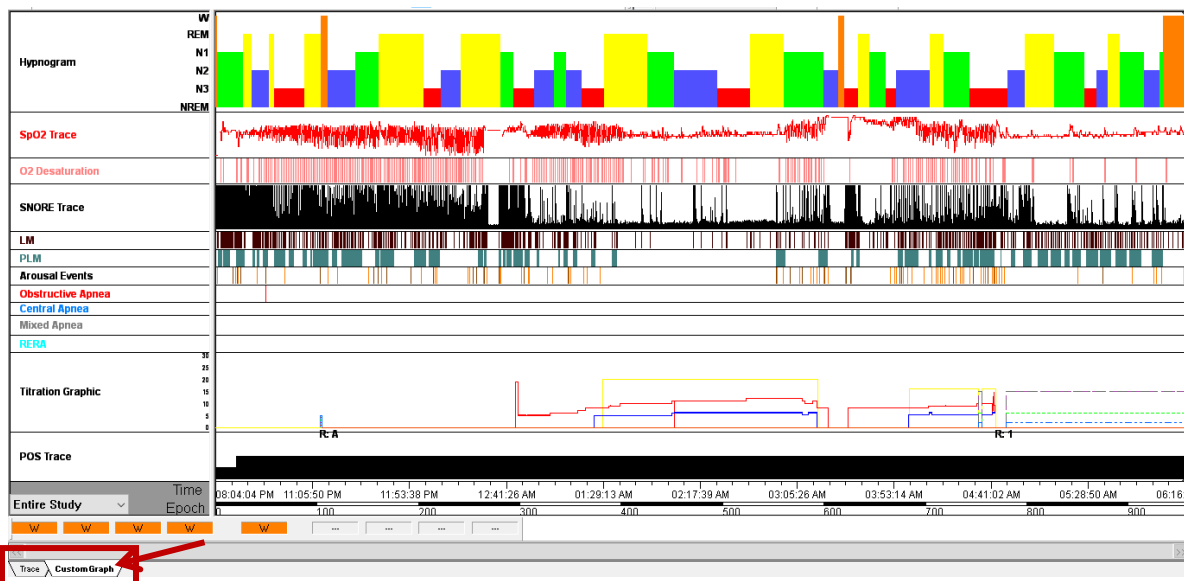 Hypnogram
W
REM
N1
N2
N3
NREM
SpO2 Trace
O2 Desaturation
SNORE Trace
LM
PLM
Arousal Events
Obstructive Apnea
Central Apnea
Mixed Apnea
RERA
Titration Graphic
30
25
20
15
10
5
0
R: A
R: 1
POS Trace
Time
08:04:04 PM 11:05:50 PM 11:53:38 PM 12:41:26 AM 01:29:13 AM 02:17:39 AM 03:05:26 AM 03:53:14 AM 04:41:02 AM 05:28:50 AM 06:16:
Entire Study
Epoch
0 100 200 300 400 500 600 700 800 900
W W W W W --- --- --- ---
Trace CustomGraph